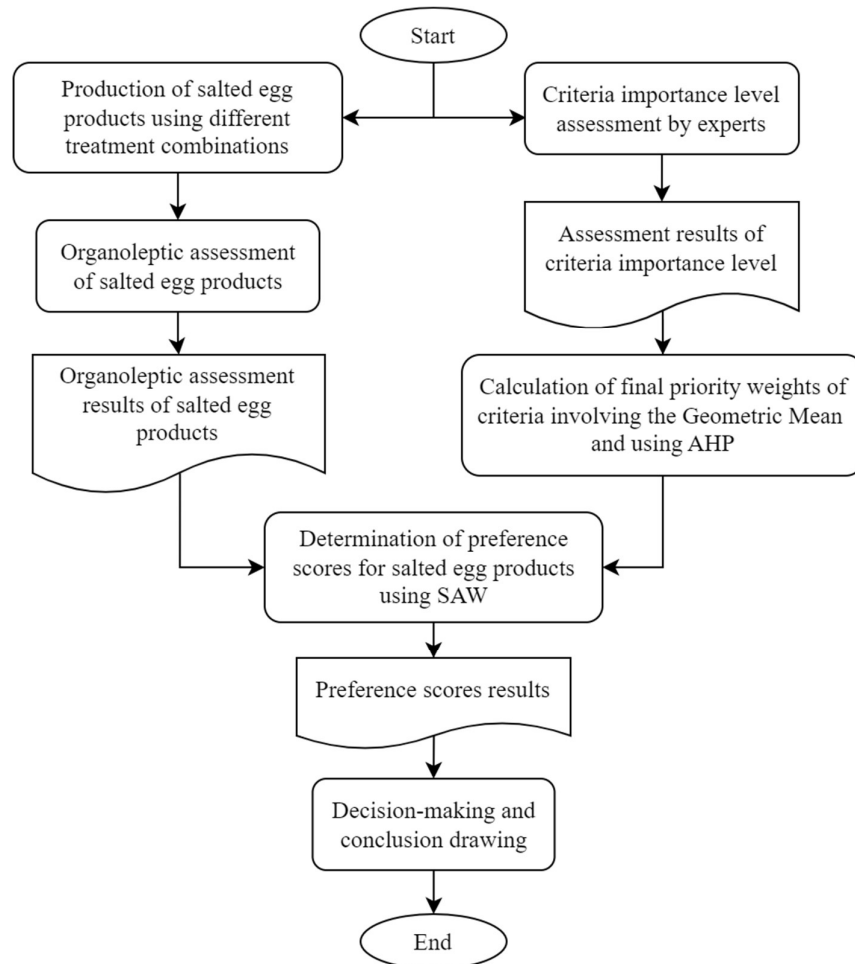 Start
Production of salted egg
products using different
treatment combinations
Criteria importance level
assessment by experts
Organoleptic assessment
of salted egg products
Assessment results of
criteria importance level
Organoleptic assessment
results of salted egg
products
Calculation of final priority weights of
criteria involving the Geometric Mean
and using AHP
Determination of preference
scores for salted egg products
using SAW
Preference scores results
Decision-making and
conclusion drawing
End